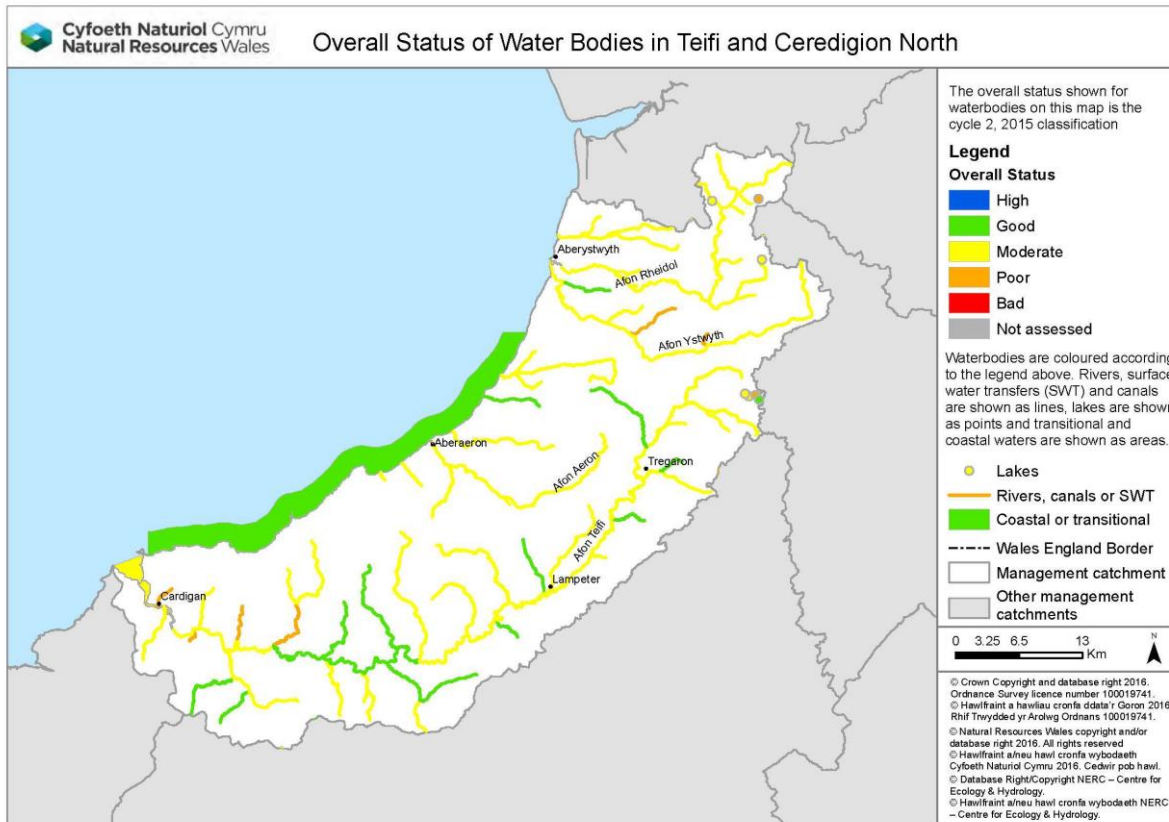 Cyfoeth Naturiol Cymru
Natural Resources Wales
Overall Status of Water Bodies in Teifi and Ceredigion North
Aberystwyth
Afon Rheidol
Afon Ystwyth
Aberaeron
Afon Aeron
Tregaron
Afon Teifi
Lampeter
Cardigan
The overall status shown for
waterbodies on this map is the
cycle 2, 2015 classification
Legend
Overall Status
High
Good
Moderate
Poor
Bad
Not assessed
Waterbodies are coloured according
to the legend above. Rivers, surface
water transfers (SWT) and canals
are shown as lines, lakes are shown
as points and transitional and
coastal waters are shown as areas.
Lakes
Rivers, canals or SWT
Coastal or transitional
Wales England Border
Management catchment
Other management
catchments
0 3.25 6.5 13
Km
N
© Crown Copyright and database right 2016.
Ordnance Survey licence number 100019741.
© Hawlfraint a hawliau cronfa ddata'r Goron 2016.
Rhif Trwydded yr Arolwg Ordnans 100019741.
© Natural Resources Wales copyright and/or
database right 2016. All rights reserved
© Hawlfraint a/neu hawl cronfa wybodaeth
Cyfoeth Naturiol Cymru 2016. Cedwir pob hawl.
© Database Right/Copyright NERC – Centre for
Ecology & Hydrology.
© Hawlfraint a/neu hawl cronfa wybodaeth NERC
– Centre for Ecology & Hydrology.